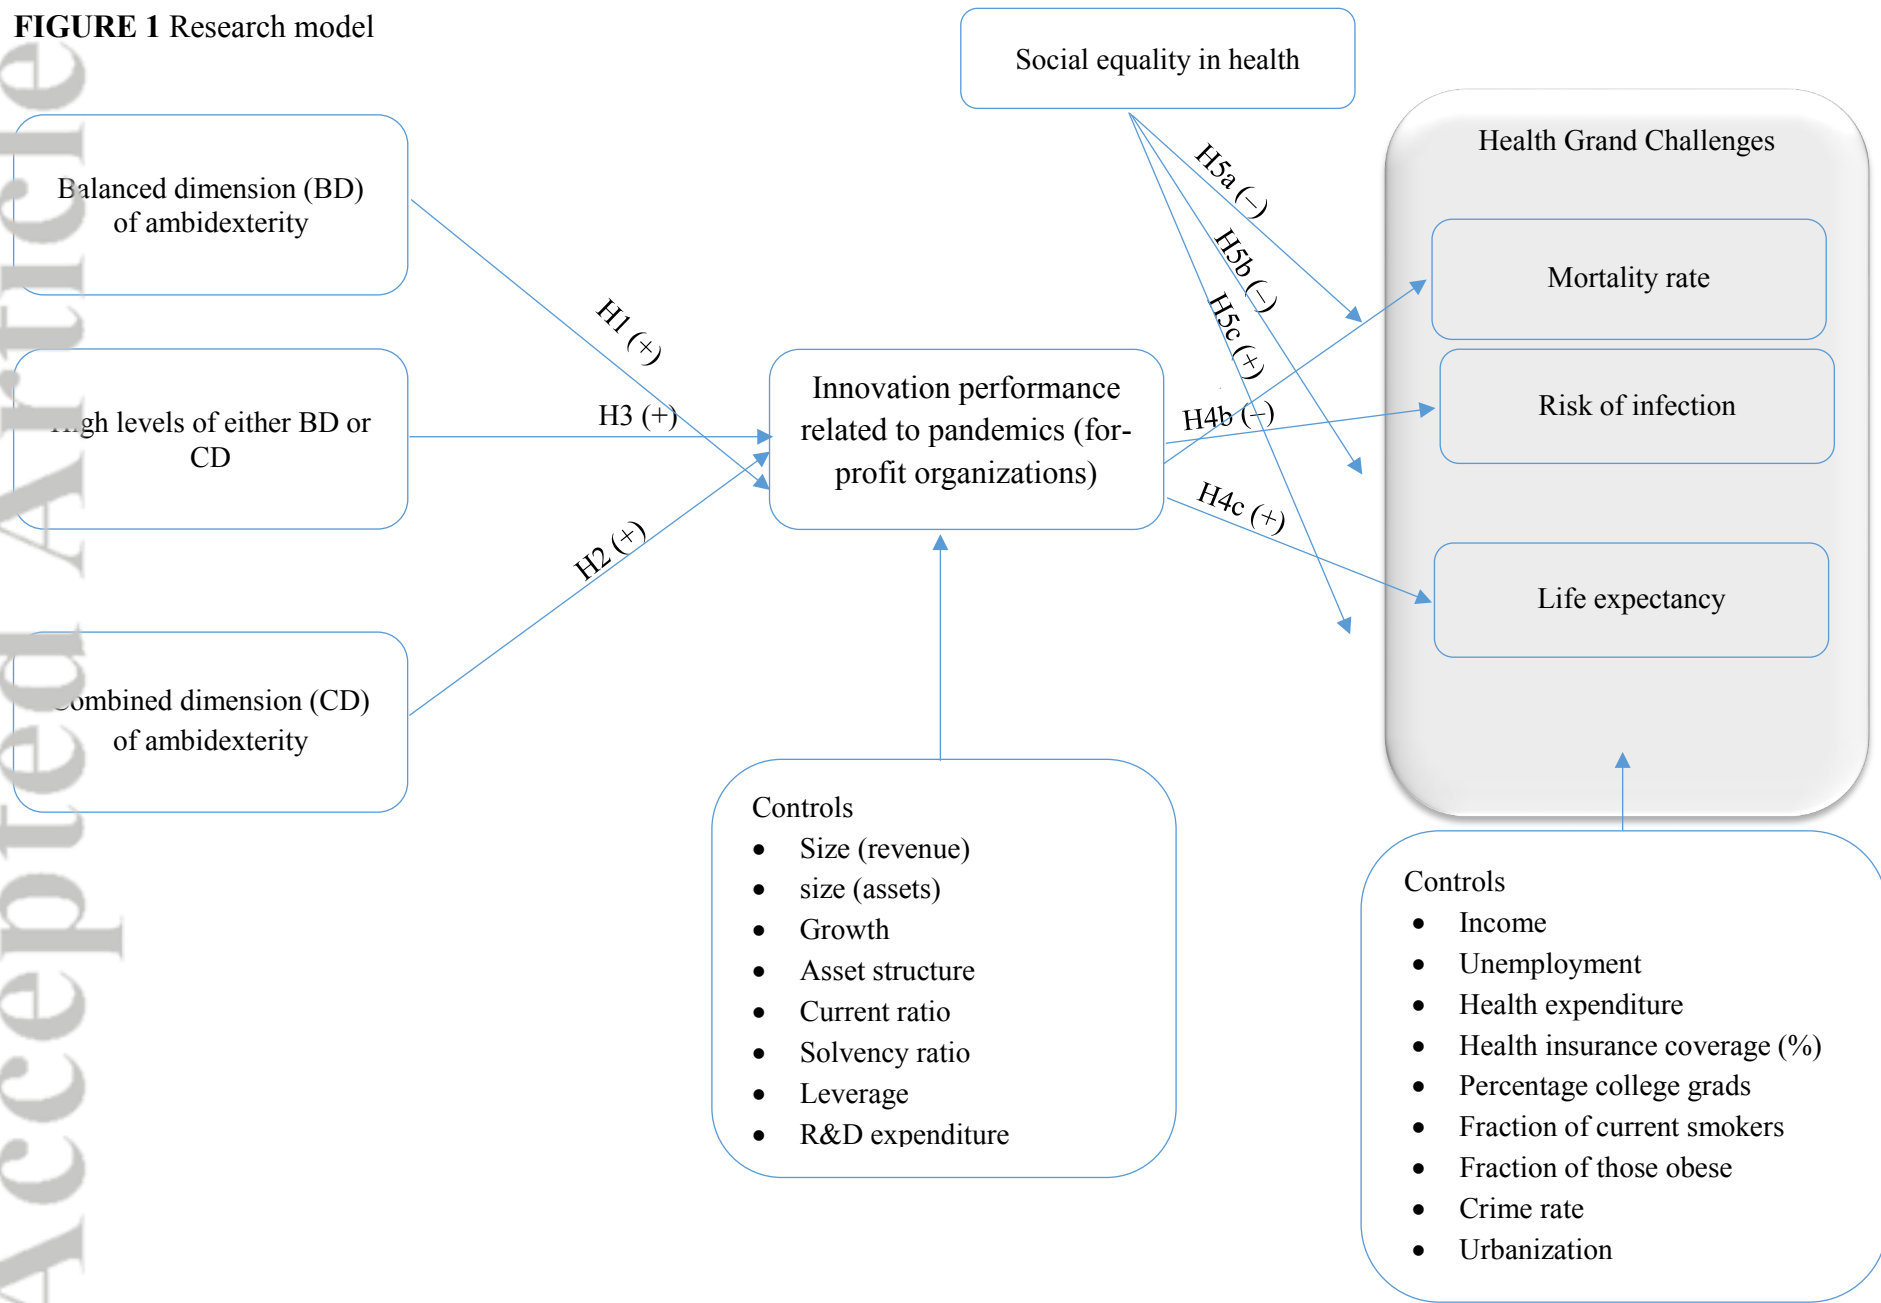 FIGURE 1 Research model
Social equality in health
Health Grand Challenges
Balanced dimension (BD)
of ambidexterity
H5a (–)
H5b (–)
H5c (+)
Mortality rate
H1 (+)
High levels of either BD or
CD
H3 (+)
Innovation performance
related to pandemics (for-
profit organizations)
H4b (–)
Risk of infection
H4c (+)
H2 (+)
Life expectancy
Combined dimension (CD)
of ambidexterity
Controls
• Size (revenue)
• size (assets)
• Growth
• Asset structure
• Current ratio
• Solvency ratio
• Leverage
• R&D expenditure
Controls
• Income
• Unemployment
• Health expenditure
• Health insurance coverage (%)
• Percentage college grads
• Fraction of current smokers
• Fraction of those obese
• Crime rate
• Urbanization
Accepted Article